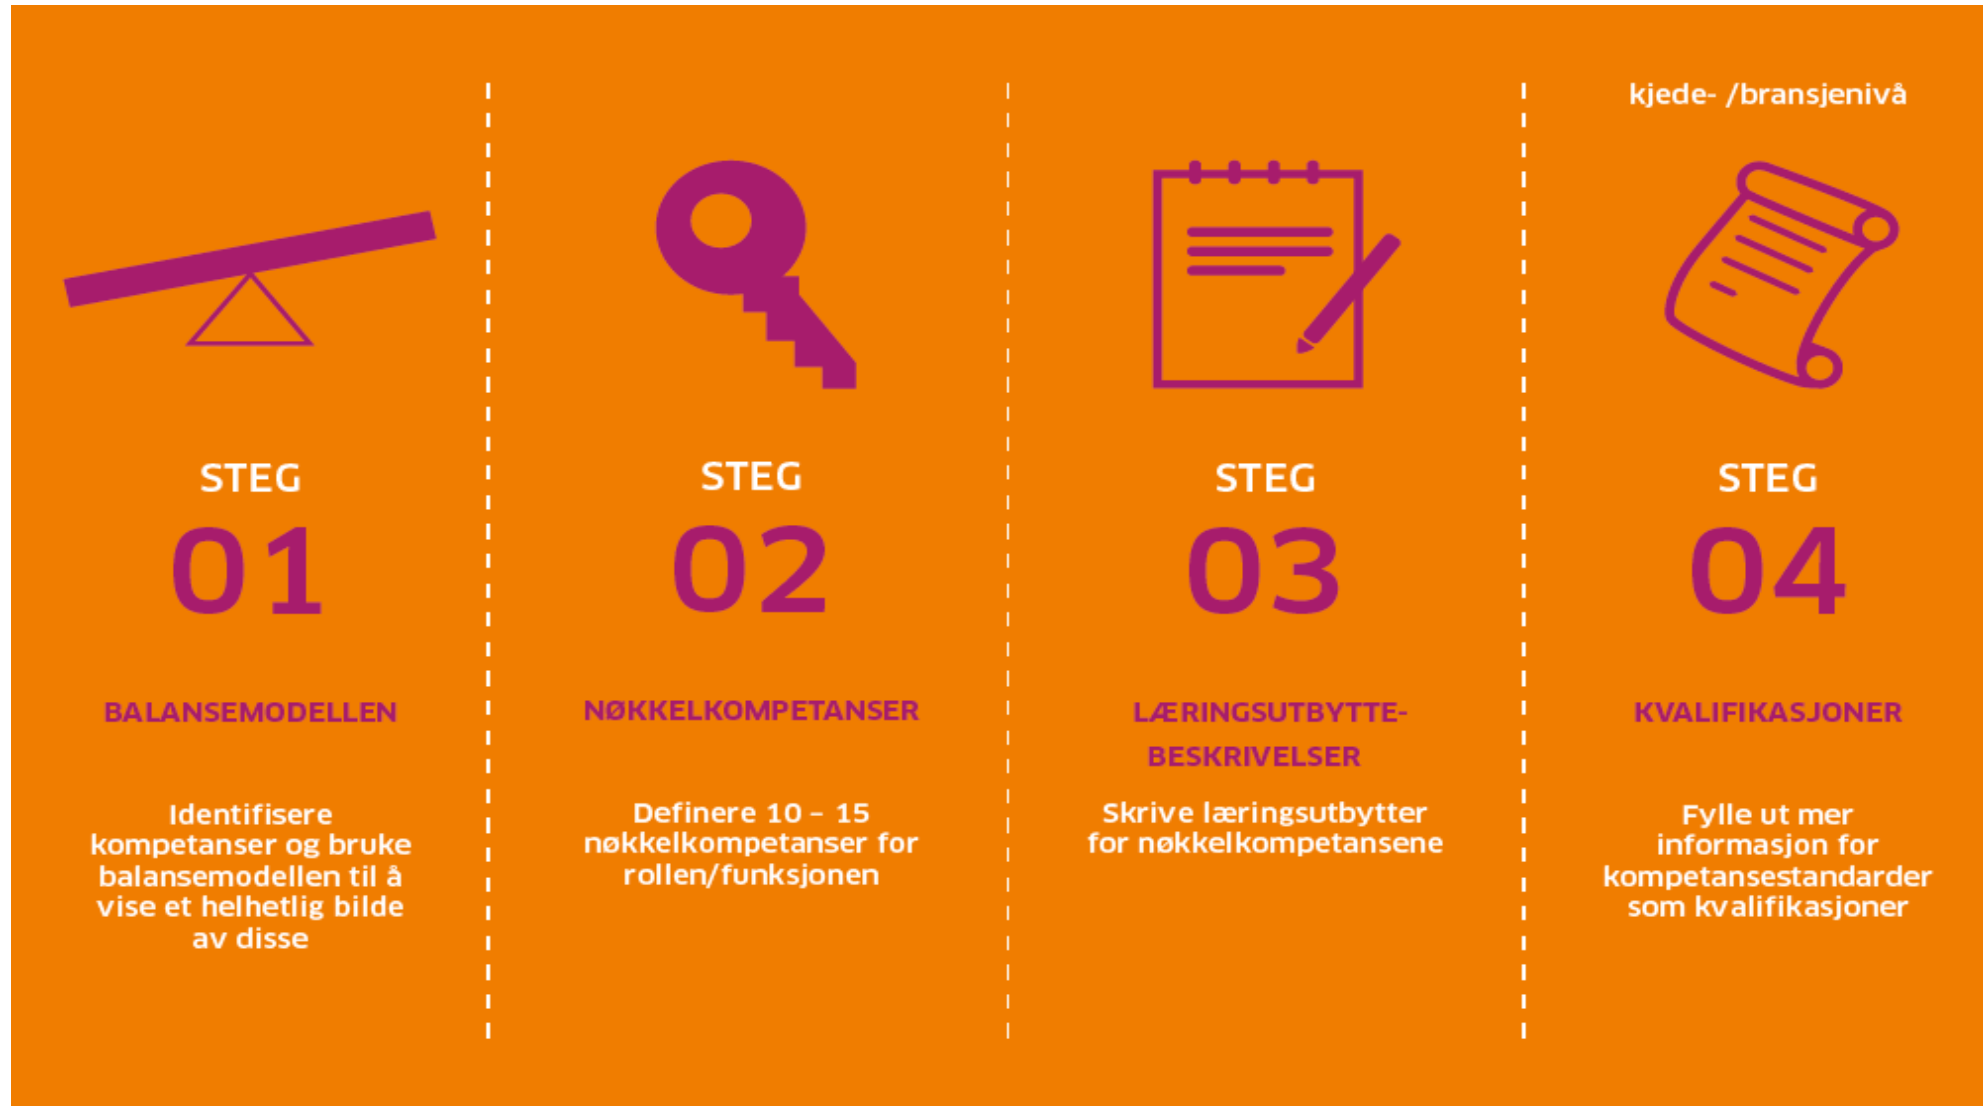 STEG
01
BALANSEMODELLEN
Identifisere
kompetanser og bruke
balansemodellen til å
vise et helhetlig bilde
av disse
STEG
02
NØKKELKOMPETANSER
Definere 10 – 15
nøkkelkompetanser for
rollen/funksjonen
STEG
03
LÆRINGSUTBYTTE-
BESKRIVELSER
Skrive læringsutbytter
for nøkkelkompetansene
kjede- /bransjenivå
STEG
04
KVALIFIKASJONER
Fylle ut mer
informasjon for
kompetansestandarder
som kvalifikasjoner